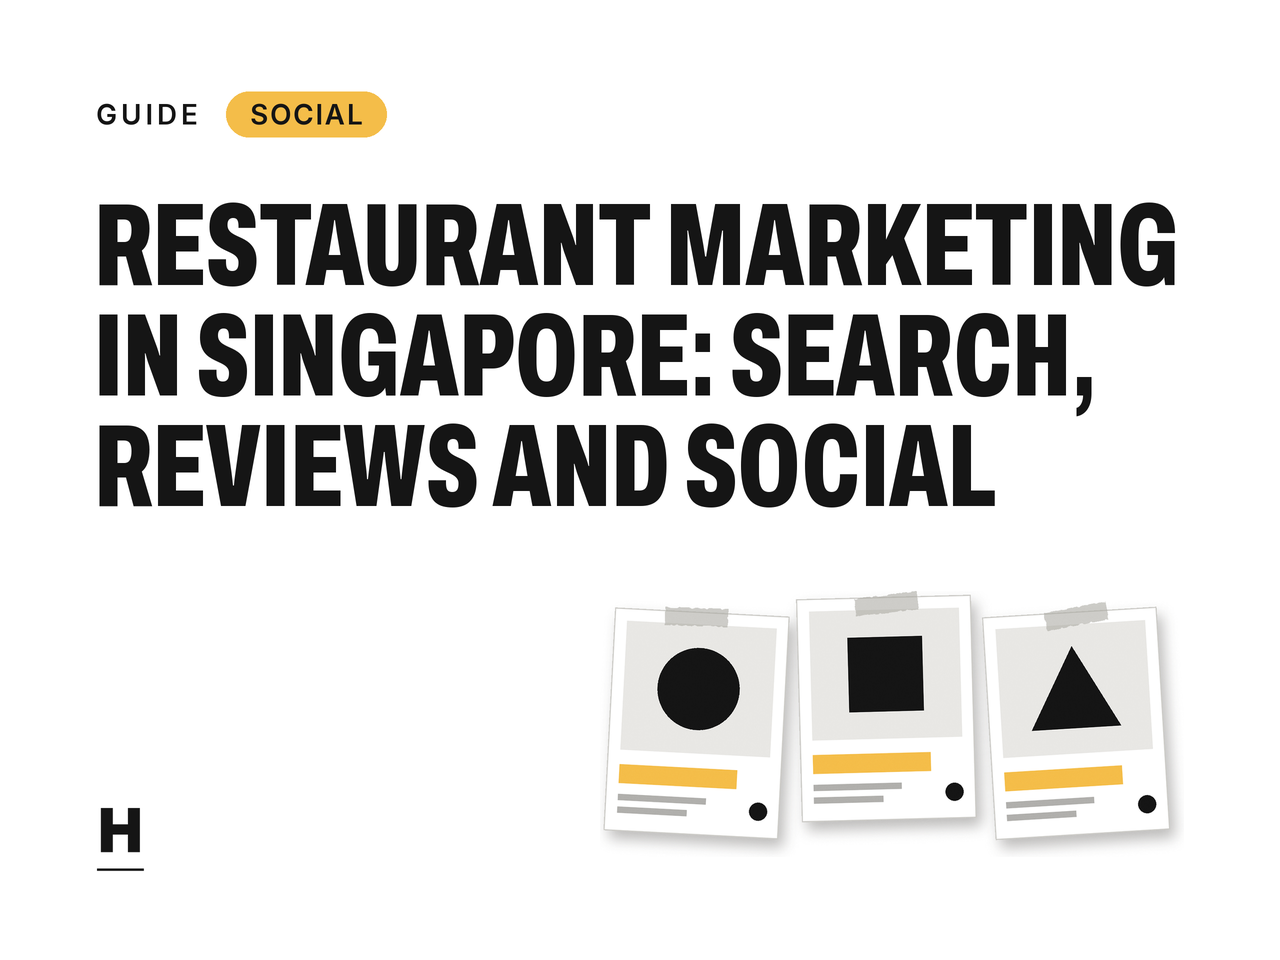 GUIDE SOCIAL
RESTAURANT MARKETING
IN SINGAPORE: SEARCH,
REVIEWS AND SOCIAL
H